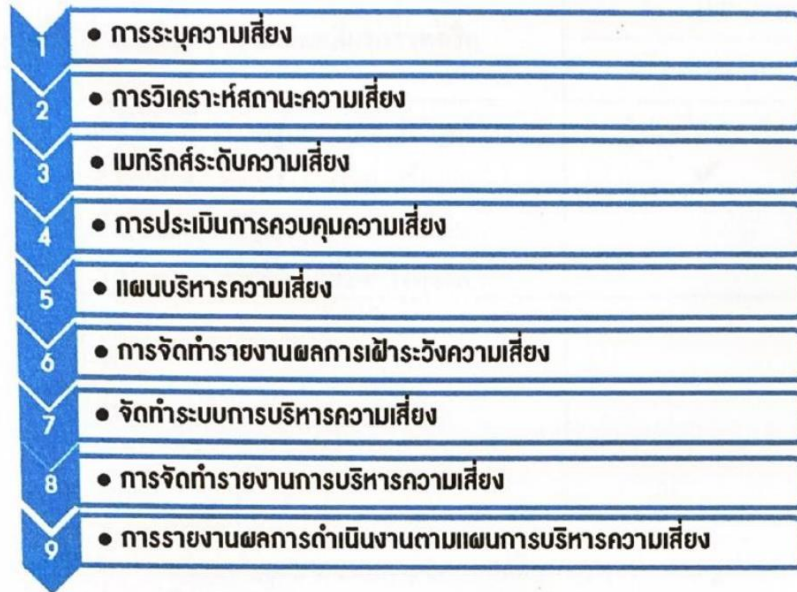 1 • การระบุความเสี่ยง
2 • การวิเคราะห์สถานะความเสี่ยง
3 • เมทริกส์ระดับความเสี่ยง
4 • การประเมินการควบคุมความเสี่ยง
5 • แผนบริหารความเสี่ยง
6 • การจัดทำรายงานผลการเฝ้าระวังความเสี่ยง
7 • จัดทำระบบการบริหารความเสี่ยง
8 • การจัดทำรายงานการบริหารความเสี่ยง
9 • การรายงานผลการดำเนินงานตามแผนการบริหารความเสี่ยง